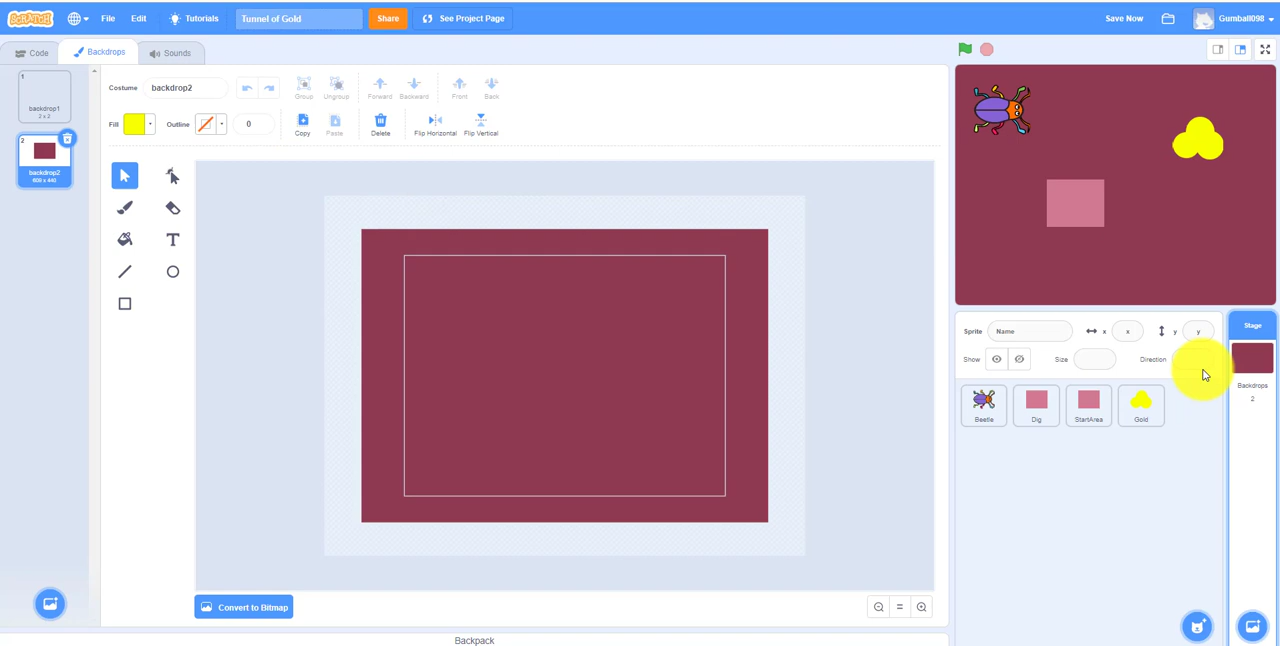 SCRATCH File Edit Tutorials Tunnel of Gold Share See Project Page Save Now Gumball098
Code Backdrops Sounds
1
backdrop1
2 x 2
2
backdrop2
608 x 440
Costume backdrop2 Group Ungroup Forward Backward Front Back
Fill Outline 0 Copy Paste Delete Flip Horizontal Flip Vertical
T
Convert to Bitmap
Backpack
Sprite Name x x y y
Show Size Direction
Beetle Dig StartArea Gold
Stage
Backdrops
2